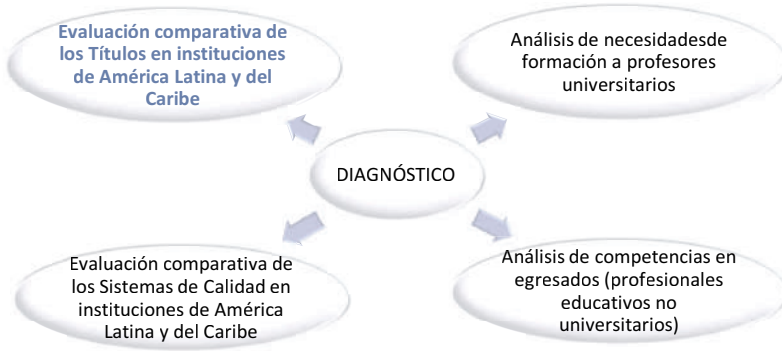 Evaluación comparativa de
los Títulos en instituciones
de América Latina y del
Caribe
Análisis de necesidadesde
formación a profesores
universitarios
DIAGNÓSTICO
Evaluación comparativa de
los Sistemas de Calidad en
instituciones de América
Latina y del Caribe
Análisis de competencias en
egresados (profesionales
educativos no
universitarios)